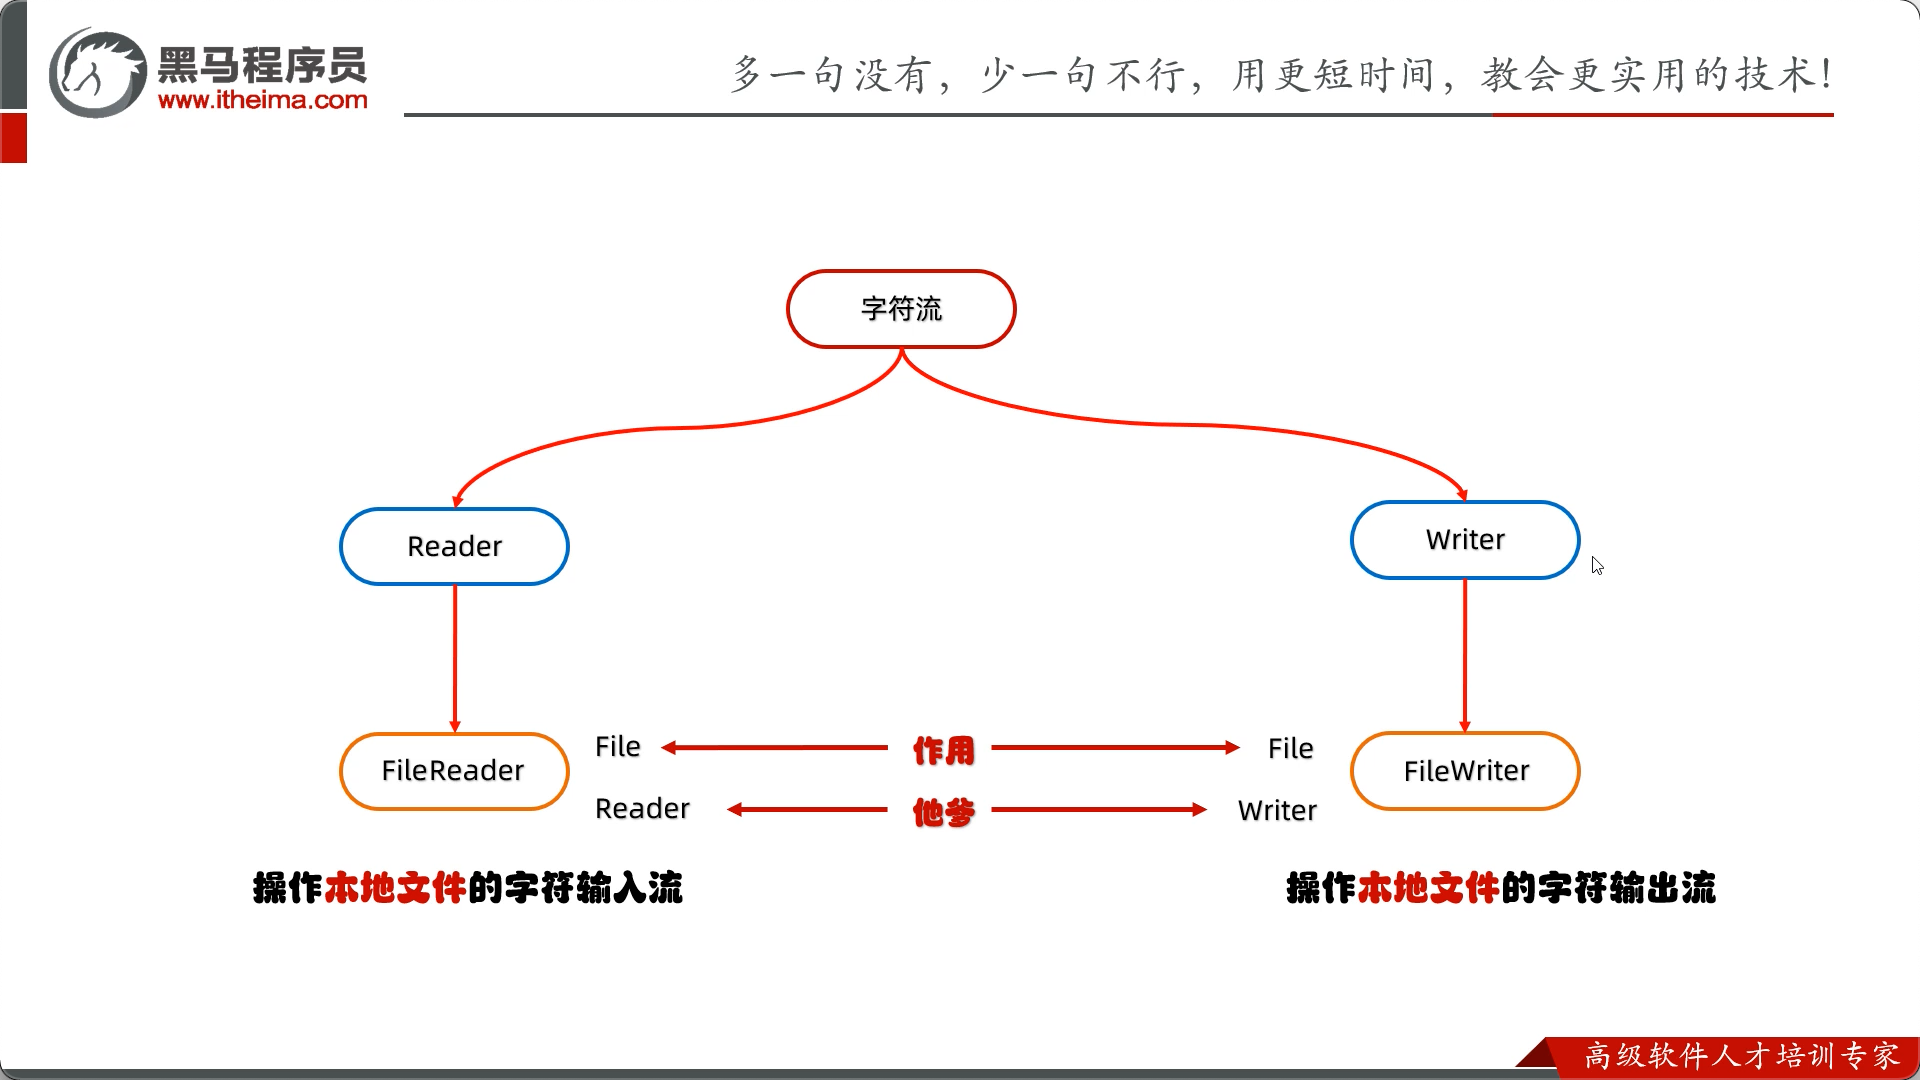 黑马程序员
www.itheima.com
多一句没有，少一句不行，用更短时间，教会更实用的技术！
字符流
Reader
Writer
FileReader
File
作用
File
FileWriter
Reader
他爹
Writer
操作本地文件的字符输入流
操作本地文件的字符输出流
高级软件人才培训专家